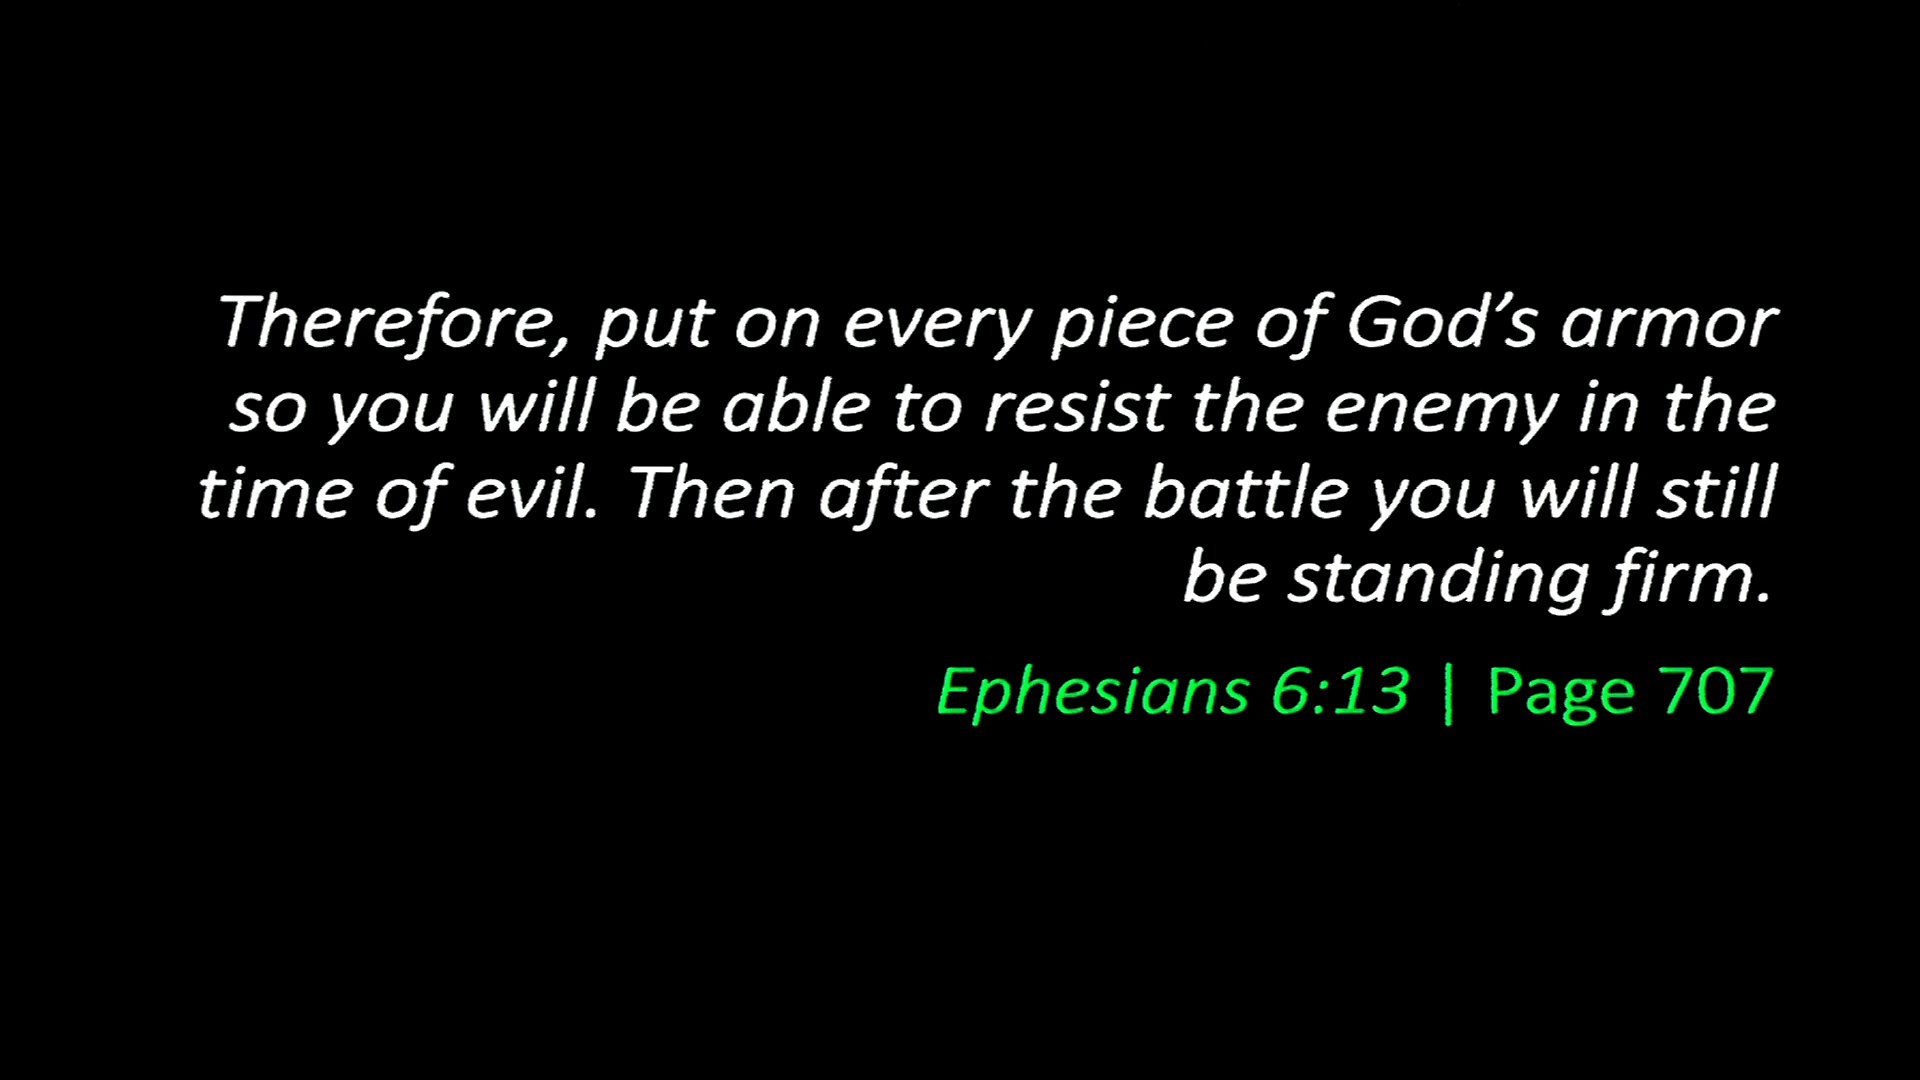 Therefore, put on every piece of God’s armor
so you will be able to resist the enemy in the
time of evil. Then after the battle you will still
be standing firm.
Ephesians 6:13 | Page 707